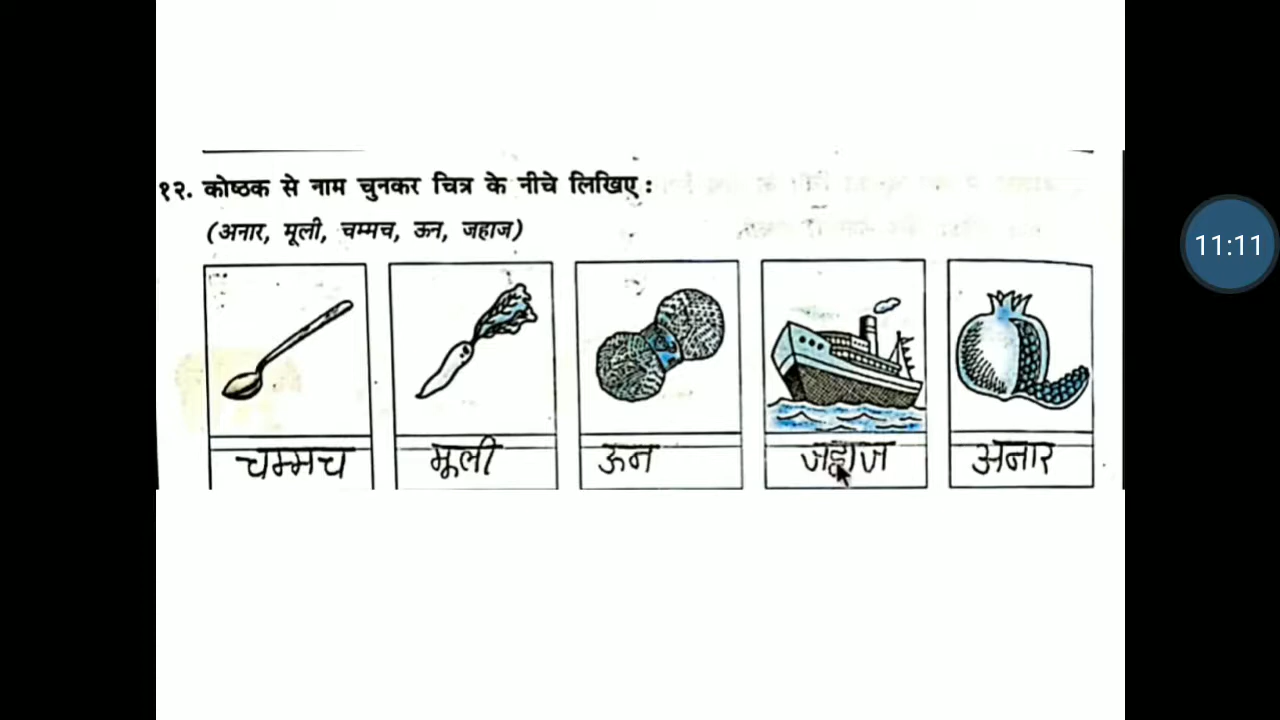 १२. कोष्ठक से नाम चुनकर चित्र के नीचे लिखिए :
(अनार, मूली, चम्मच, ऊन, जहाज)
चम्मच मूली ऊन जहाज अनार
11:11